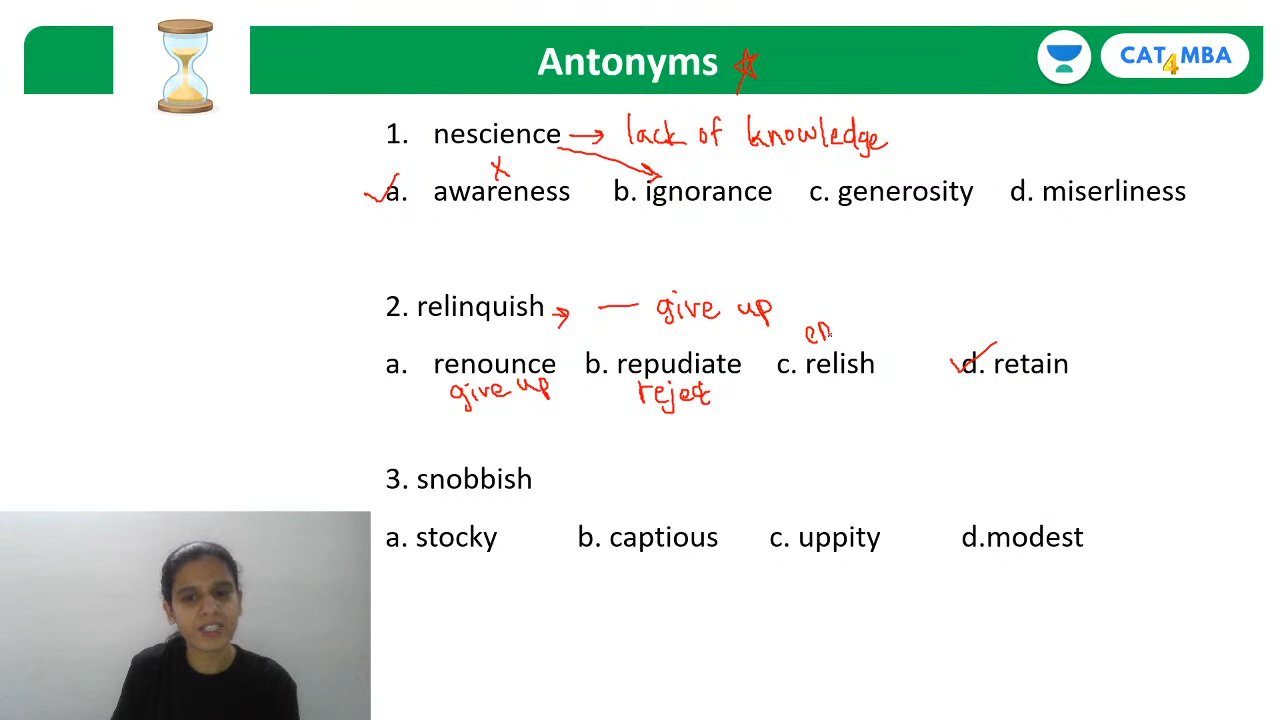 Antonyms
CAT4MBA
1. nescience → lack of knowledge
x
a. awareness b. ignorance c. generosity d. miserliness
2. relinquish → — give up
en
a. renounce b. repudiate c. relish d. retain
give up reject
3. snobbish
a. stocky b. captious c. uppity d.modest